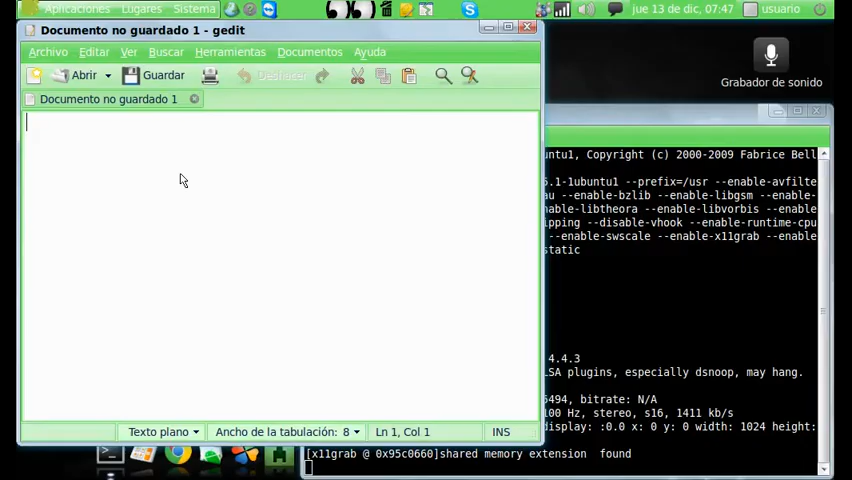 Aplicaciones Lugares Sistema
jue 13 de dic, 07:47 usuario
Documento no guardado 1 - gedit
Archivo Editar Ver Buscar Herramientas Documentos Ayuda
Abrir Guardar Deshacer
Documento no guardado 1
Grabador de sonido
untu1, Copyright (c) 2000-2009 Fabrice Bell
5.1-1ubuntu1 --prefix=/usr --enable-avfilte
au --enable-bzlib --enable-libgsm --enable-
nable-libtheora --enable-libvorbis --enable-
ipping --disable-vhook --enable-runtime-cpu
--enable-swscale --enable-x11grab --enable-
static
4.4.3
LSA plugins, especially dsnoop, may hang.
5494, bitrate: N/A
100 Hz, stereo, s16, 1411 kb/s
display: :0.0 x: 0 y: 0 width: 1024 height:
[x11grab @ 0x95c0660]shared memory extension found
Texto plano Ancho de la tabulación: 8 Ln 1, Col 1 INS